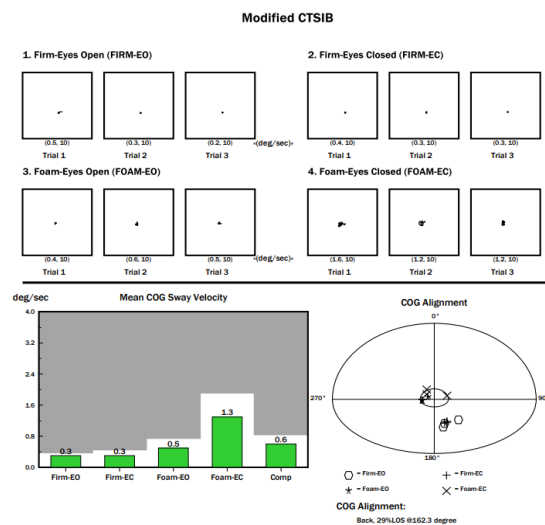 Modified CTSIB
1. Firm-Eyes Open (FIRM-EO)
2. Firm-Eyes Closed (FIRM-EC)
(0.5, 10) (0.3, 10) (0.2, 10) «(deg/sec)» (0.4, 10) (0.3, 10) (0.3, 10)
Trial 1 Trial 2 Trial 3 Trial 1 Trial 2 Trial 3
3. Foam-Eyes Open (FOAM-EO)
4. Foam-Eyes Closed (FOAM-EC)
(0.4, 10) (0.6, 10) (0.5, 10) «(deg/sec)» (1.6, 10) (1.2, 10) (1.2, 10)
Trial 1 Trial 2 Trial 3 Trial 1 Trial 2 Trial 3
deg/sec
Mean COG Sway Velocity
4.0
3.2
2.4
1.6
0.8
0.0
0.3 0.3 0.5 1.3 0.6
Firm-EO Firm-EC Foam-EO Foam-EC Comp
COG Alignment
0°
270°
90
180°
= Firm-EO
= Firm-EC
= Foam-EO
= Foam-EC
COG Alignment:
Back, 29%LOS @162.3 degree